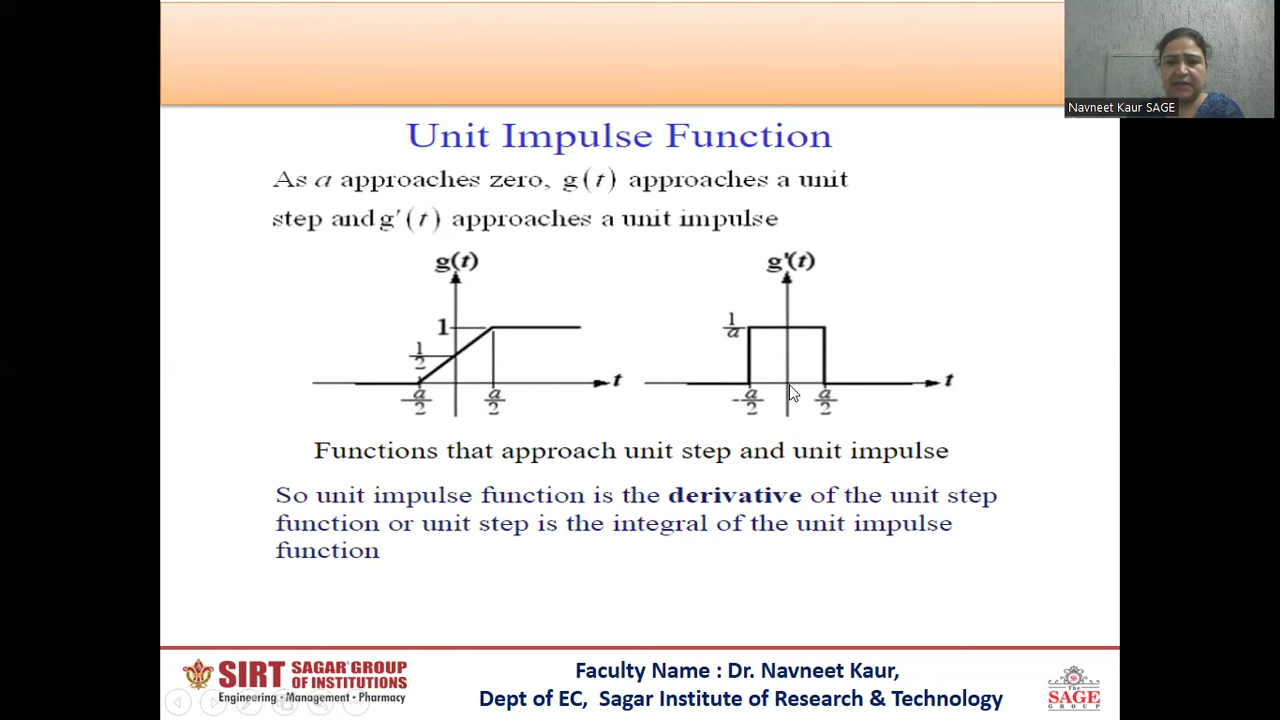 Navneet Kaur SAGE
Unit Impulse Function
As a approaches zero, g(t) approaches a unit
step and g′(t) approaches a unit impulse
g(t)
1
1/2
-a/2
a/2
t
g'(t)
1/a
-a/2
a/2
t
Functions that approach unit step and unit impulse
So unit impulse function is the derivative of the unit step
function or unit step is the integral of the unit impulse
function
SIRT SAGAR GROUP
OF INSTITUTIONS
Engineering • Management • Pharmacy
Faculty Name : Dr. Navneet Kaur,
Dept of EC, Sagar Institute of Research & Technology
The
SAGE
GROUP